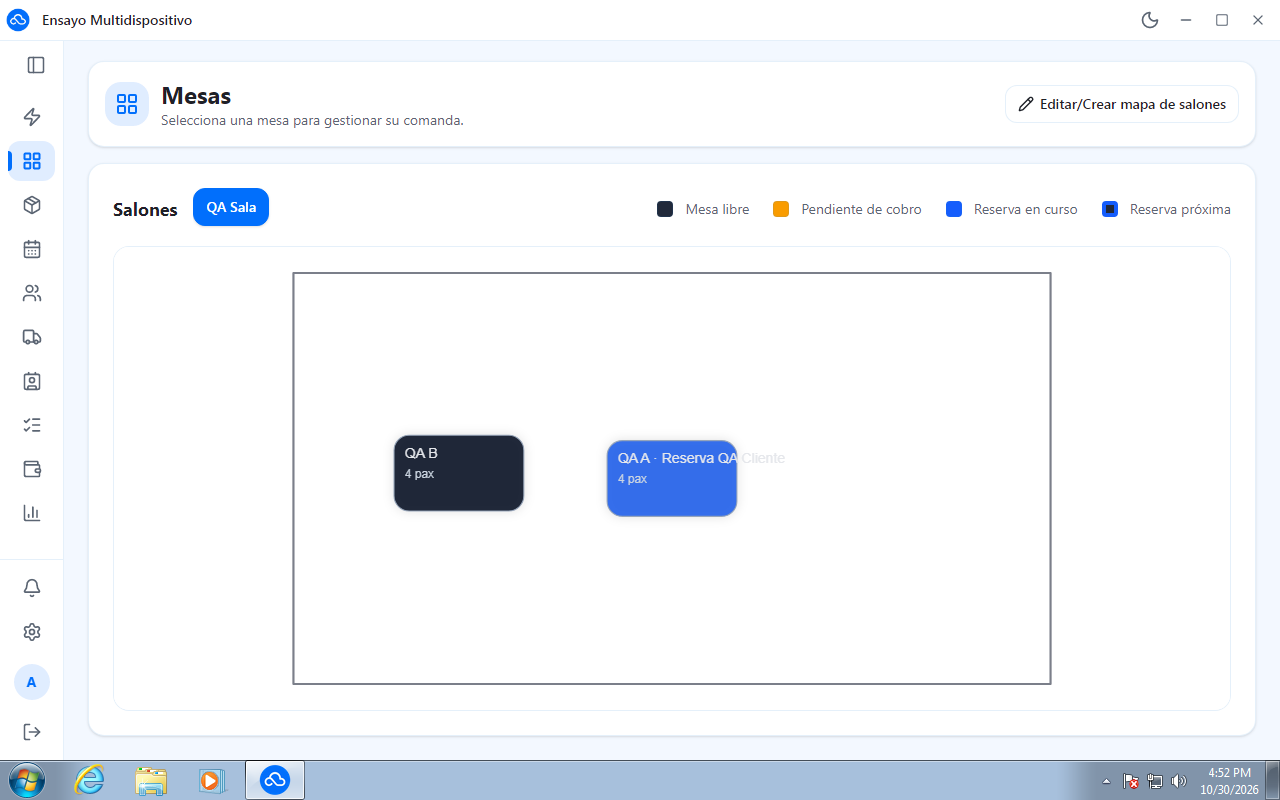 Ensayo Multidispositivo
Mesas
Selecciona una mesa para gestionar su comanda.
Editar/Crear mapa de salones
Salones
QA Sala
Mesa libre
Pendiente de cobro
Reserva en curso
Reserva próxima
QA B
4 pax
QA A · Reserva QA Cliente
4 pax
A
4:52 PM
10/30/2026